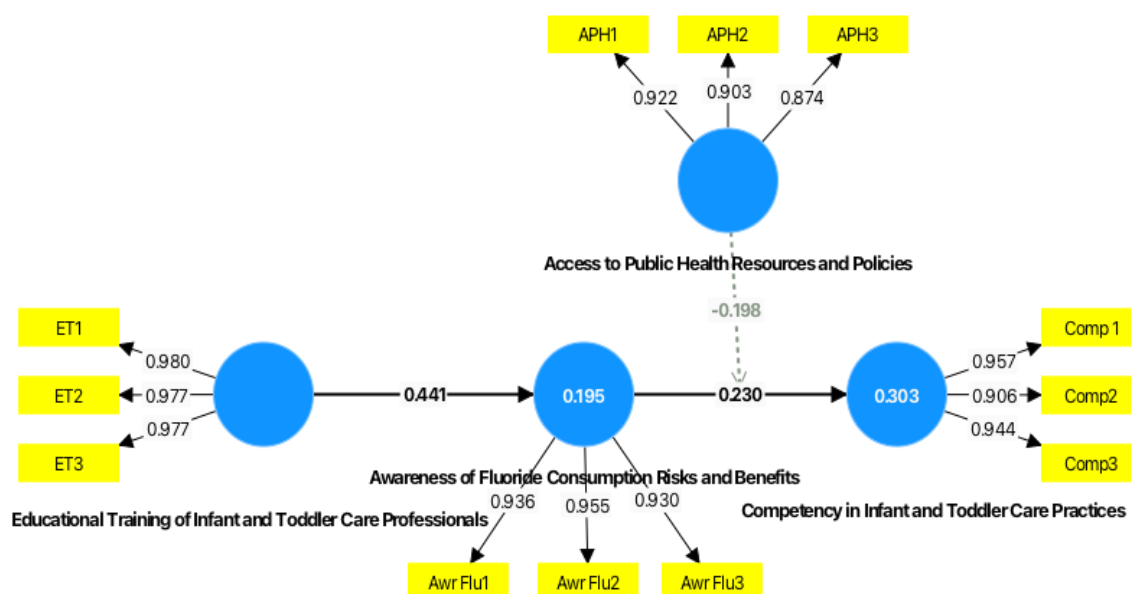 APH1
APH2
APH3
0.922
0.903
0.874
Access to Public Health Resources and Policies
-0.198
ET1
ET2
ET3
0.980
0.977
0.977
0.441
0.195
0.230
0.303
0.957
0.906
0.944
Comp 1
Comp2
Comp3
Awareness of Fluoride Consumption Risks and Benefits
Educational Training of Infant and Toddler Care Professionals
Competency in Infant and Toddler Care Practices
0.936
0.955
0.930
Awr Flu1
Awr Flu2
Awr Flu3